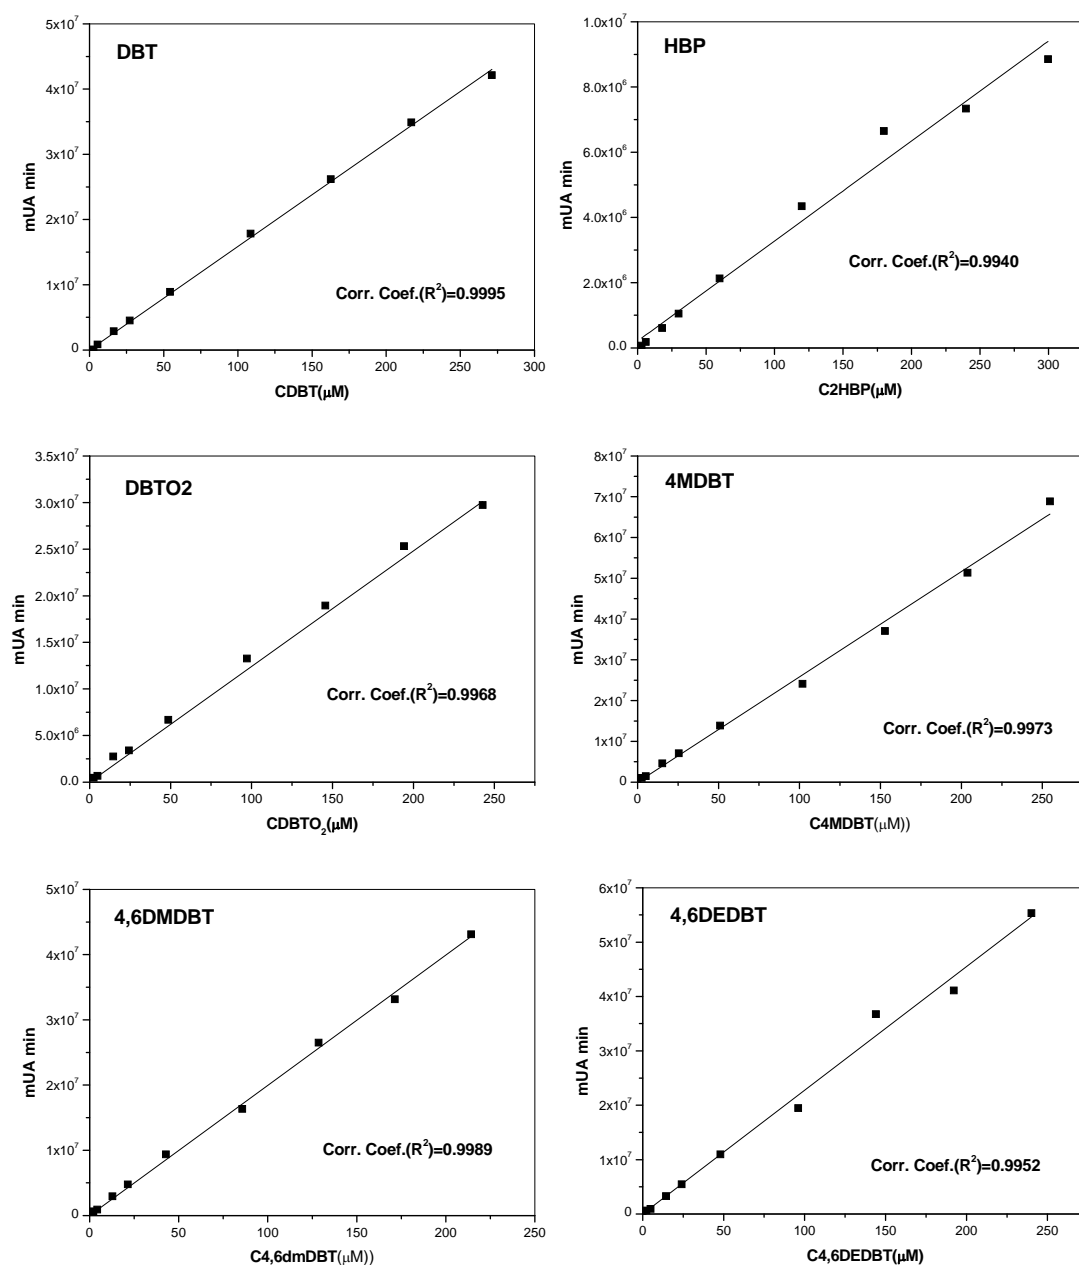 DBT
5x10⁷
4x10⁷
3x10⁷
2x10⁷
1x10⁷
0
mUA min
Corr. Coef.(R²)=0.9995
0 50 100 150 200 250 300
CDBT(μM)
HBP
1.0x10⁷
8.0x10⁶
6.0x10⁶
4.0x10⁶
2.0x10⁶
0.0
mUA min
Corr. Coef.(R²)=0.9940
0 50 100 150 200 250 300
C2HBP(μM)
DBTO2
3.5x10⁷
3.0x10⁷
2.5x10⁷
2.0x10⁷
1.5x10⁷
1.0x10⁷
5.0x10⁶
0.0
mUA min
Corr. Coef.(R²)=0.9968
0 50 100 150 200 250
CDBTO₂(μM)
4MDBT
8x10⁷
7x10⁷
6x10⁷
5x10⁷
4x10⁷
3x10⁷
2x10⁷
1x10⁷
0
mUA min
Corr. Coef.(R²)=0.9973
0 50 100 150 200 250
C4MDBT(μM))
4,6DMDBT
5x10⁷
4x10⁷
3x10⁷
2x10⁷
1x10⁷
0
mUA min
Corr. Coef.(R²)=0.9989
0 50 100 150 200 250
C4,6dmDBT(μM))
4,6DEDBT
6x10⁷
5x10⁷
4x10⁷
3x10⁷
2x10⁷
1x10⁷
0
mUA min
Corr. Coef.(R²)=0.9952
0 50 100 150 200 250
C4,6DEDBT(μM)